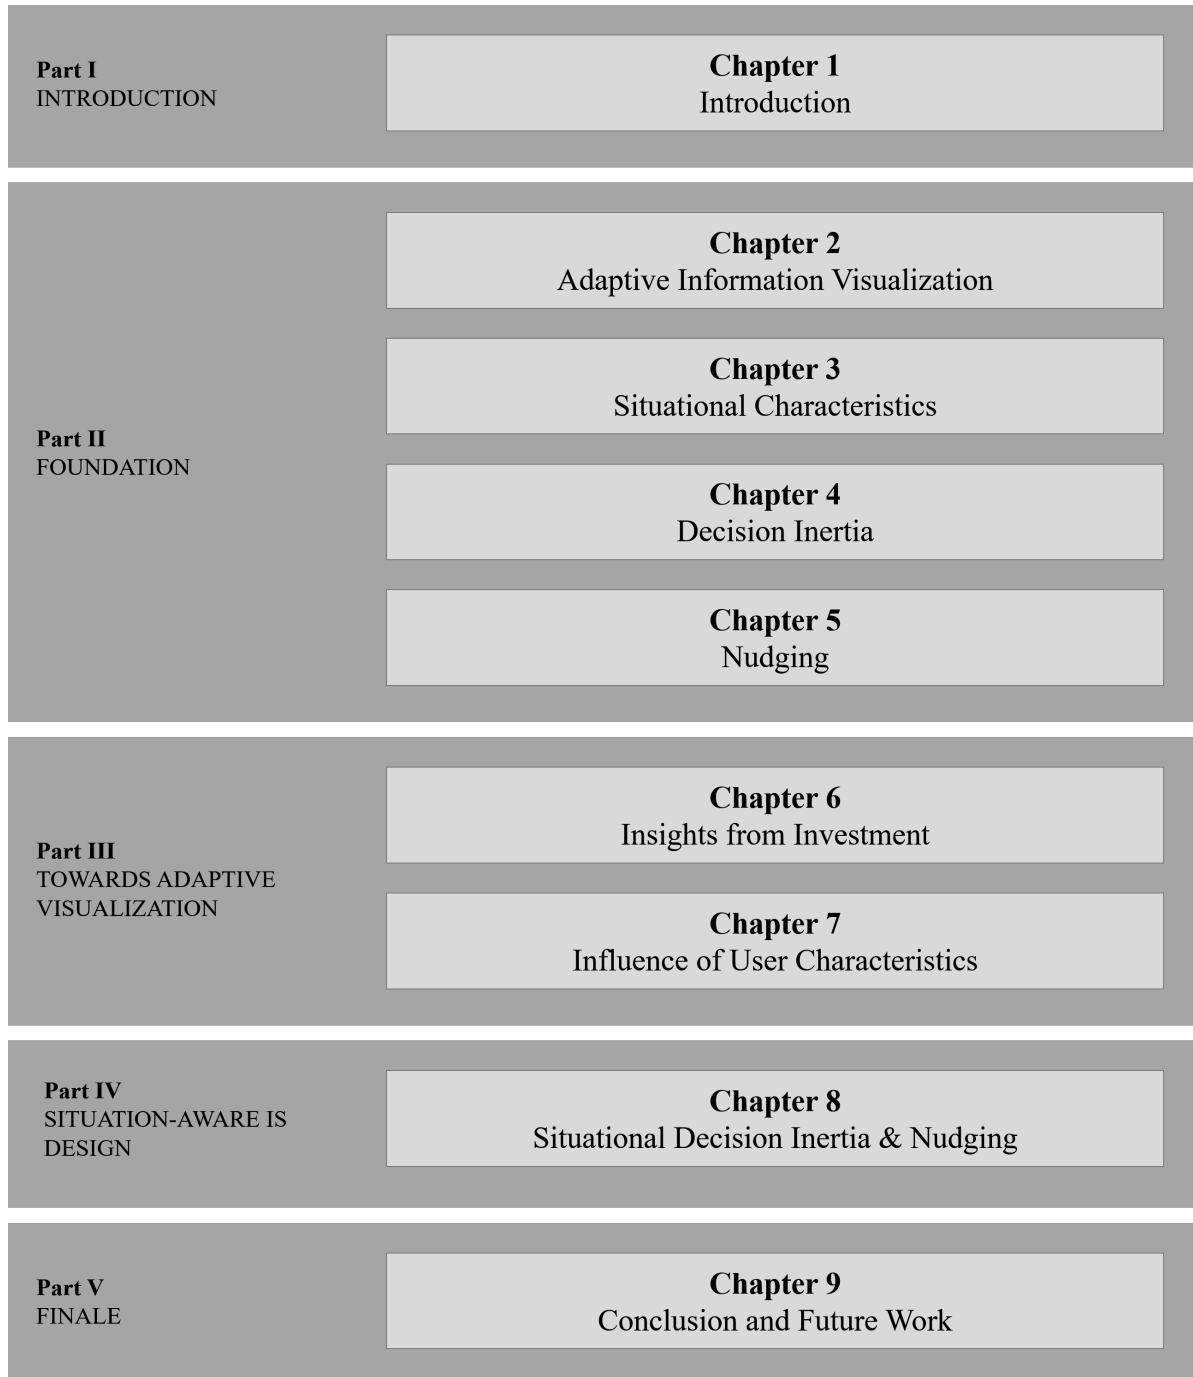 Part I
INTRODUCTION
Chapter 1
Introduction
Part II
FOUNDATION
Chapter 2
Adaptive Information Visualization
Chapter 3
Situational Characteristics
Chapter 4
Decision Inertia
Chapter 5
Nudging
Part III
TOWARDS ADAPTIVE
VISUALIZATION
Chapter 6
Insights from Investment
Chapter 7
Influence of User Characteristics
Part IV
SITUATION-AWARE IS
DESIGN
Chapter 8
Situational Decision Inertia & Nudging
Part V
FINALE
Chapter 9
Conclusion and Future Work